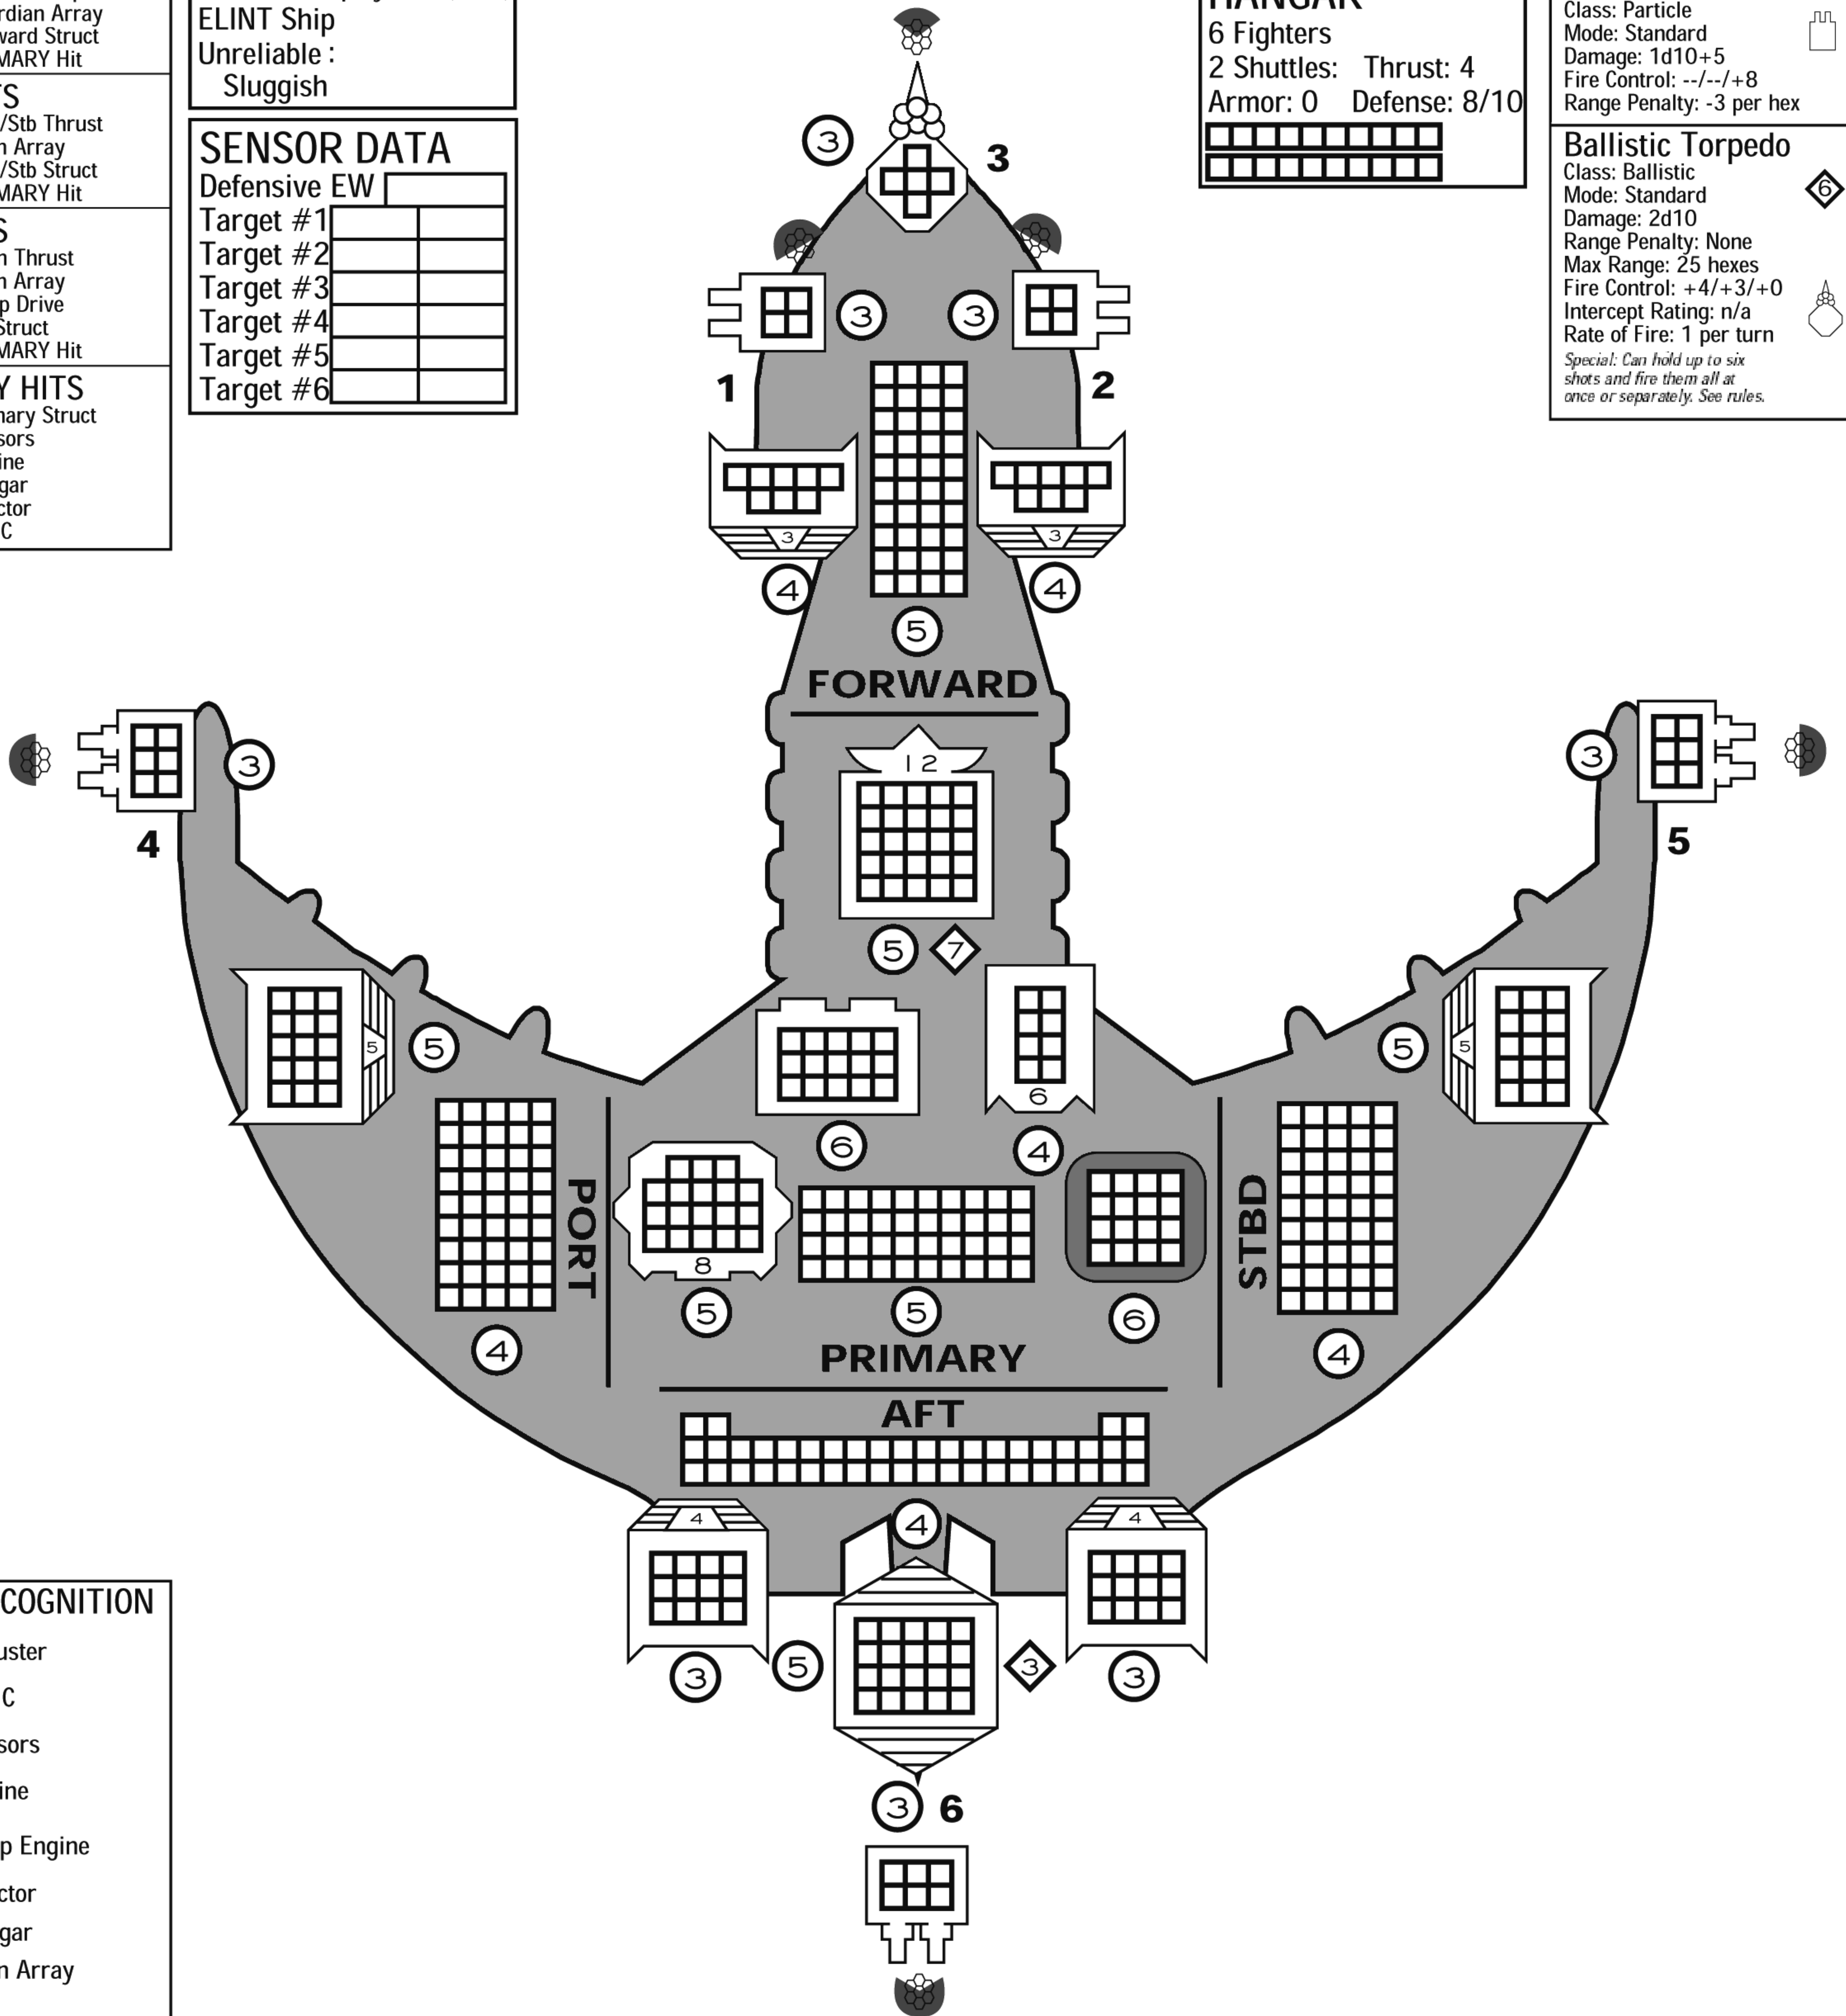 rdian Array
ward Struct
MARY Hit
TS
/Stb Thrust
n Array
/Stb Struct
MARY Hit
S
n Thrust
n Array
p Drive
Struct
MARY Hit
Y HITS
nary Struct
sors
ine
gar
ctor
C
ELINT Ship
Unreliable :
Sluggish
SENSOR DATA
Defensive EW
Target #1
Target #2
Target #3
Target #4
Target #5
Target #6
HANGAR
6 Fighters
2 Shuttles: Thrust: 4
Armor: 0 Defense: 8/10
Class: Particle
Mode: Standard
Damage: 1d10+5
Fire Control: --/--/+8
Range Penalty: -3 per hex
Ballistic Torpedo
Class: Ballistic
Mode: Standard
Damage: 2d10
Range Penalty: None
Max Range: 25 hexes
Fire Control: +4/+3/+0
Intercept Rating: n/a
Rate of Fire: 1 per turn
Special: Can hold up to six
shots and fire them all at
once or separately. See rules.
6
3 3
3 3
1 2
3 3
4 4
5
FORWARD
3 3
12
4 5
5 7
5 5 5 5
6
6 4
PORT
STBD
8
5 5 6
4 4
PRIMARY
AFT
4 4 4
3 5 3 3
3 6
COGNITION
uster
C
sors
ine
p Engine
ctor
gar
n Array